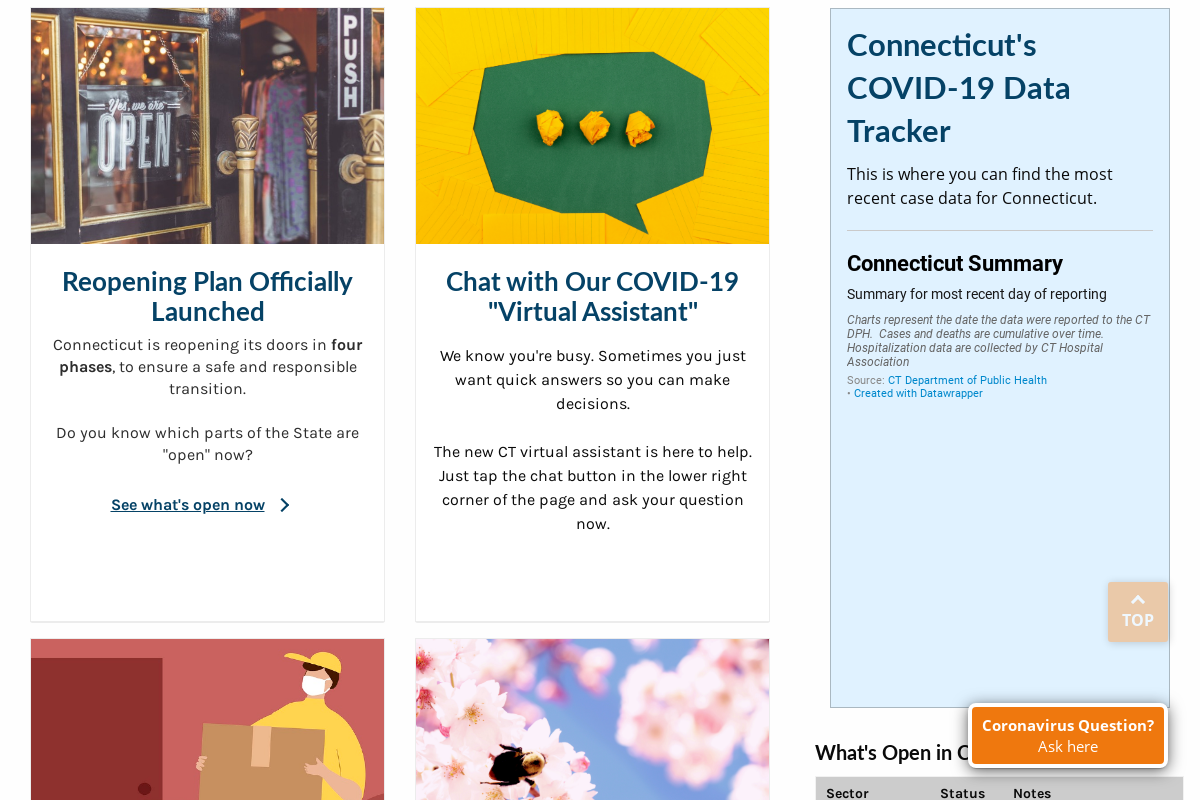 PUSH
Yes, we are
OPEN
Reopening Plan Officially
Launched
Connecticut is reopening its doors in four
phases, to ensure a safe and responsible
transition.
Do you know which parts of the State are
"open" now?
See what's open now
Chat with Our COVID-19
"Virtual Assistant"
We know you're busy. Sometimes you just
want quick answers so you can make
decisions.
The new CT virtual assistant is here to help.
Just tap the chat button in the lower right
corner of the page and ask your question
now.
Connecticut's
COVID-19 Data
Tracker
This is where you can find the most
recent case data for Connecticut.
Connecticut Summary
Summary for most recent day of reporting
Charts represent the date the data were reported to the CT
DPH.  Cases and deaths are cumulative over time.
Hospitalization data are collected by CT Hospital
Association
Source: CT Department of Public Health
• Created with Datawrapper
TOP
Coronavirus Question?
Ask here
What's Open in
Sector Status Notes